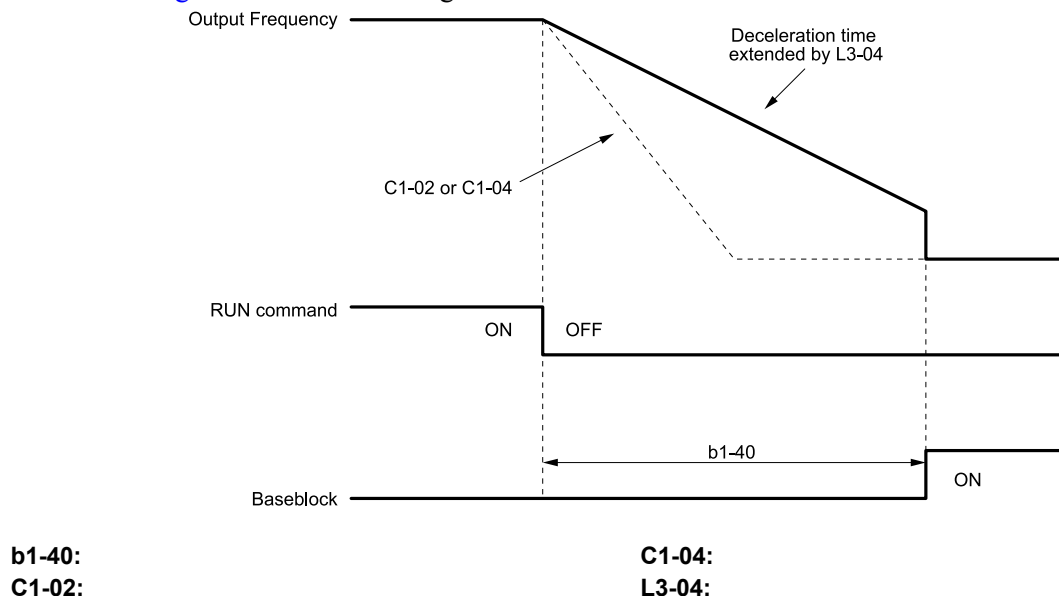 Output Frequency
Deceleration time
extended by L3-04
C1-02 or C1-04
RUN command
ON
OFF
b1-40
ON
Baseblock
b1-40:
C1-04:
C1-02:
L3-04: